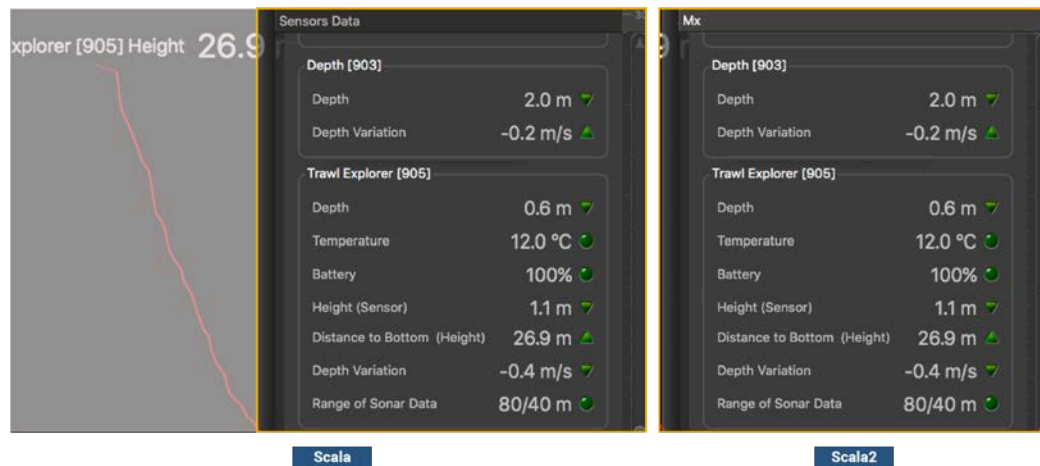 xplorer [905] Height 26.9
Sensors Data
30
Depth [903]
Depth 2.0 m
Depth Variation -0.2 m/s
Trawl Explorer [905]
Depth 0.6 m
Temperature 12.0 °C
Battery 100%
Height (Sensor) 1.1 m
Distance to Bottom (Height) 26.9 m
Depth Variation -0.4 m/s
Range of Sonar Data 80/40 m
Scala
Mx
Depth [903]
Depth 2.0 m
Depth Variation -0.2 m/s
Trawl Explorer [905]
Depth 0.6 m
Temperature 12.0 °C
Battery 100%
Height (Sensor) 1.1 m
Distance to Bottom (Height) 26.9 m
Depth Variation -0.4 m/s
Range of Sonar Data 80/40 m
Scala2